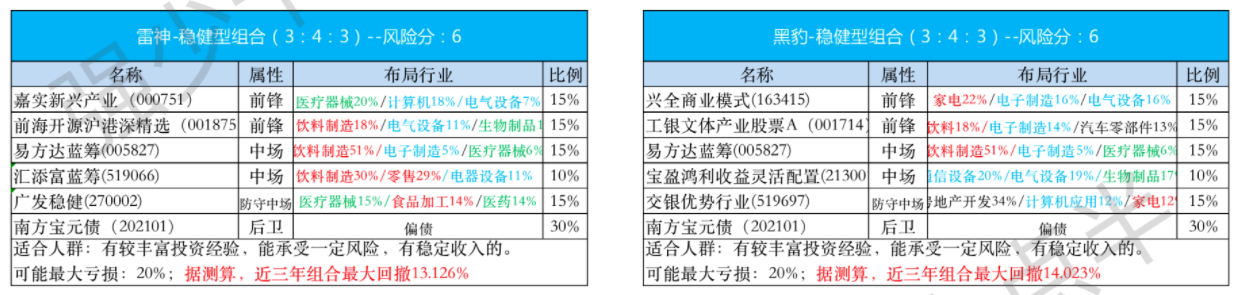 雷神-稳健型组合（3：4：3）--风险分：6
名称 属性 布局行业 比例
嘉实新兴产业（000751） 前锋 医疗器械20%/计算机18%/电气设备7% 15%
前海开源沪港深精选（001875 前锋 饮料制造18%/电气设备11%/生物制品1 15%
易方达蓝筹(005827) 中场 饮料制造51%/电子制造5%/医疗器械6% 15%
汇添富蓝筹(519066) 中场 饮料制造30%/零售29%/电器设备11% 10%
广发稳健(270002) 防守中场 医疗器械15%/食品加工14%/医药14% 15%
南方宝元债（202101） 后卫 偏债 30%
适合人群：有较丰富投资经验，能承受一定风险，有稳定收入的。
可能最大亏损：20%；据测算，近三年组合最大回撤13.126%
黑豹-稳健型组合（3：4：3）--风险分：6
名称 属性 布局行业 比例
兴全商业模式(163415) 前锋 家电22%/电子制造16%/电气设备16% 15%
工银文体产业股票A（001714 前锋 饮料18%/电子制造14%/汽车零部件13% 15%
易方达蓝筹(005827) 中场 饮料制造51%/电子制造5%/医疗器械6% 15%
宝盈鸿利收益灵活配置(21300 中场 通信设备20%/电气设备19%/生物制品17% 10%
交银优势行业(519697) 防守中场 房地产开发34%/计算机应用12%/家电12% 15%
南方宝元债（202101） 后卫 偏债 30%
适合人群：有较丰富投资经验，能承受一定风险，有稳定收入的。
可能最大亏损：20%；据测算，近三年组合最大回撤14.023%